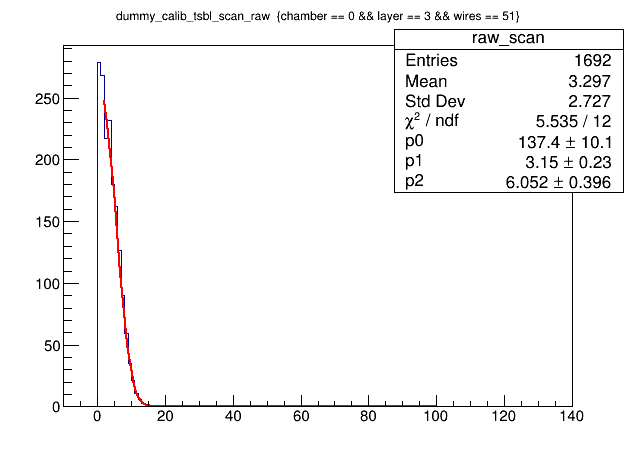 dummy_calib_tsbl_scan_raw {chamber == 0 && layer == 3 && wires == 51}
raw_scan
Entries 1692
Mean 3.297
Std Dev 2.727
χ² / ndf 5.535 / 12
p0 137.4 ± 10.1
p1 3.15 ± 0.23
p2 6.052 ± 0.396
250
200
150
100
50
0
0 20 40 60 80 100 120 140